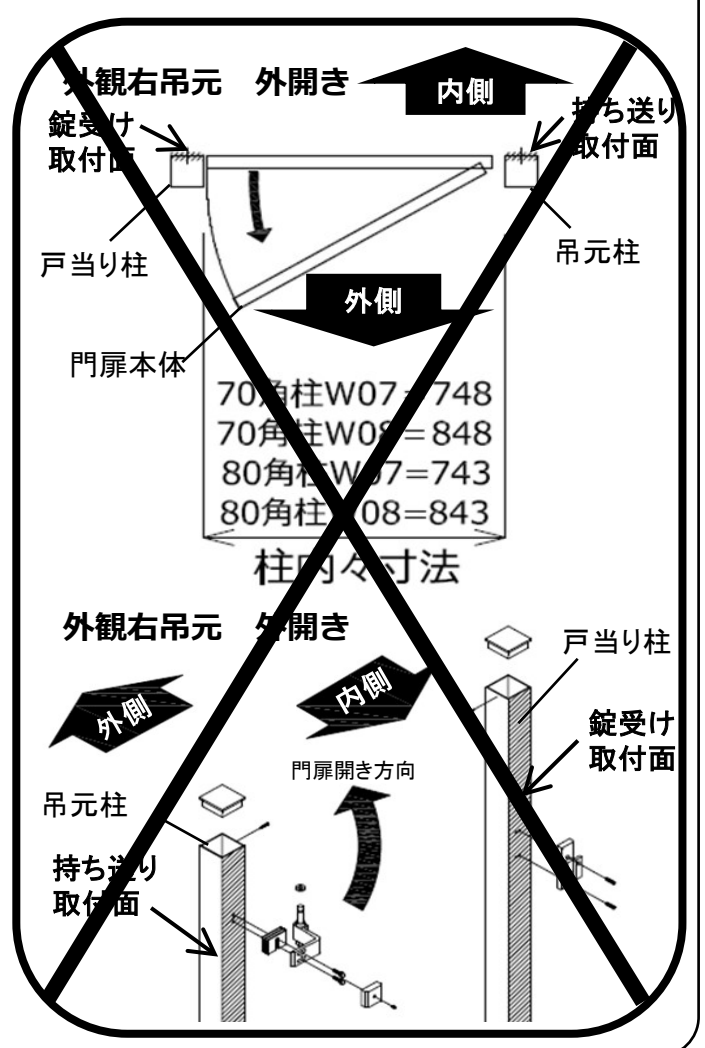 外観右吊元 外開き
内側
錠受け
取付面
持ち送り
取付面
戸当り柱
吊元柱
外側
門扉本体
70角柱W07=748
70角柱W08=848
80角柱W07=743
80角柱W08=843
柱内々寸法
外観右吊元 外開き
戸当り柱
外側
内側
錠受け
取付面
門扉開き方向
吊元柱
持ち送り
取付面